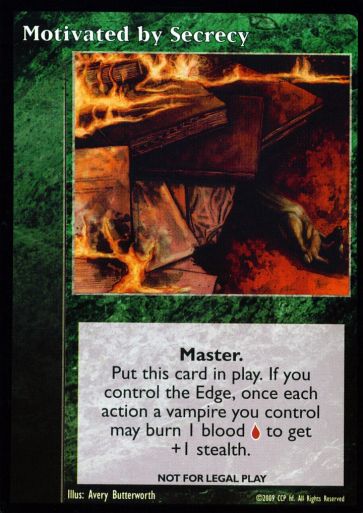 Motivated by Secrecy
Master.
Put this card in play. If you
control the Edge, once each
action a vampire you control
may burn 1 blood to get
+1 stealth.
NOT FOR LEGAL PLAY
Illus: Avery Butterworth
©2009 CCP hf. All Rights Reserved